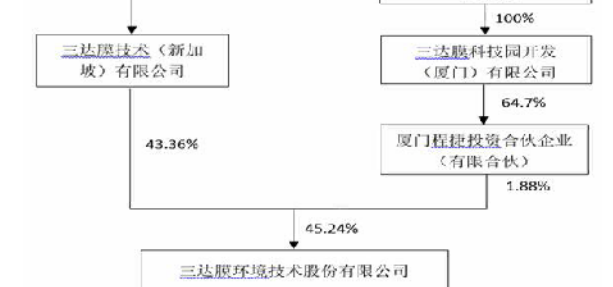 100%
三达膜技术（新加
坡）有限公司
三达膜科技园开发
（厦门）有限公司
64.7%
43.36%
厦门程捷投资合伙企业
（有限合伙）
1.88%
45.24%
三达膜环境技术股份有限公司